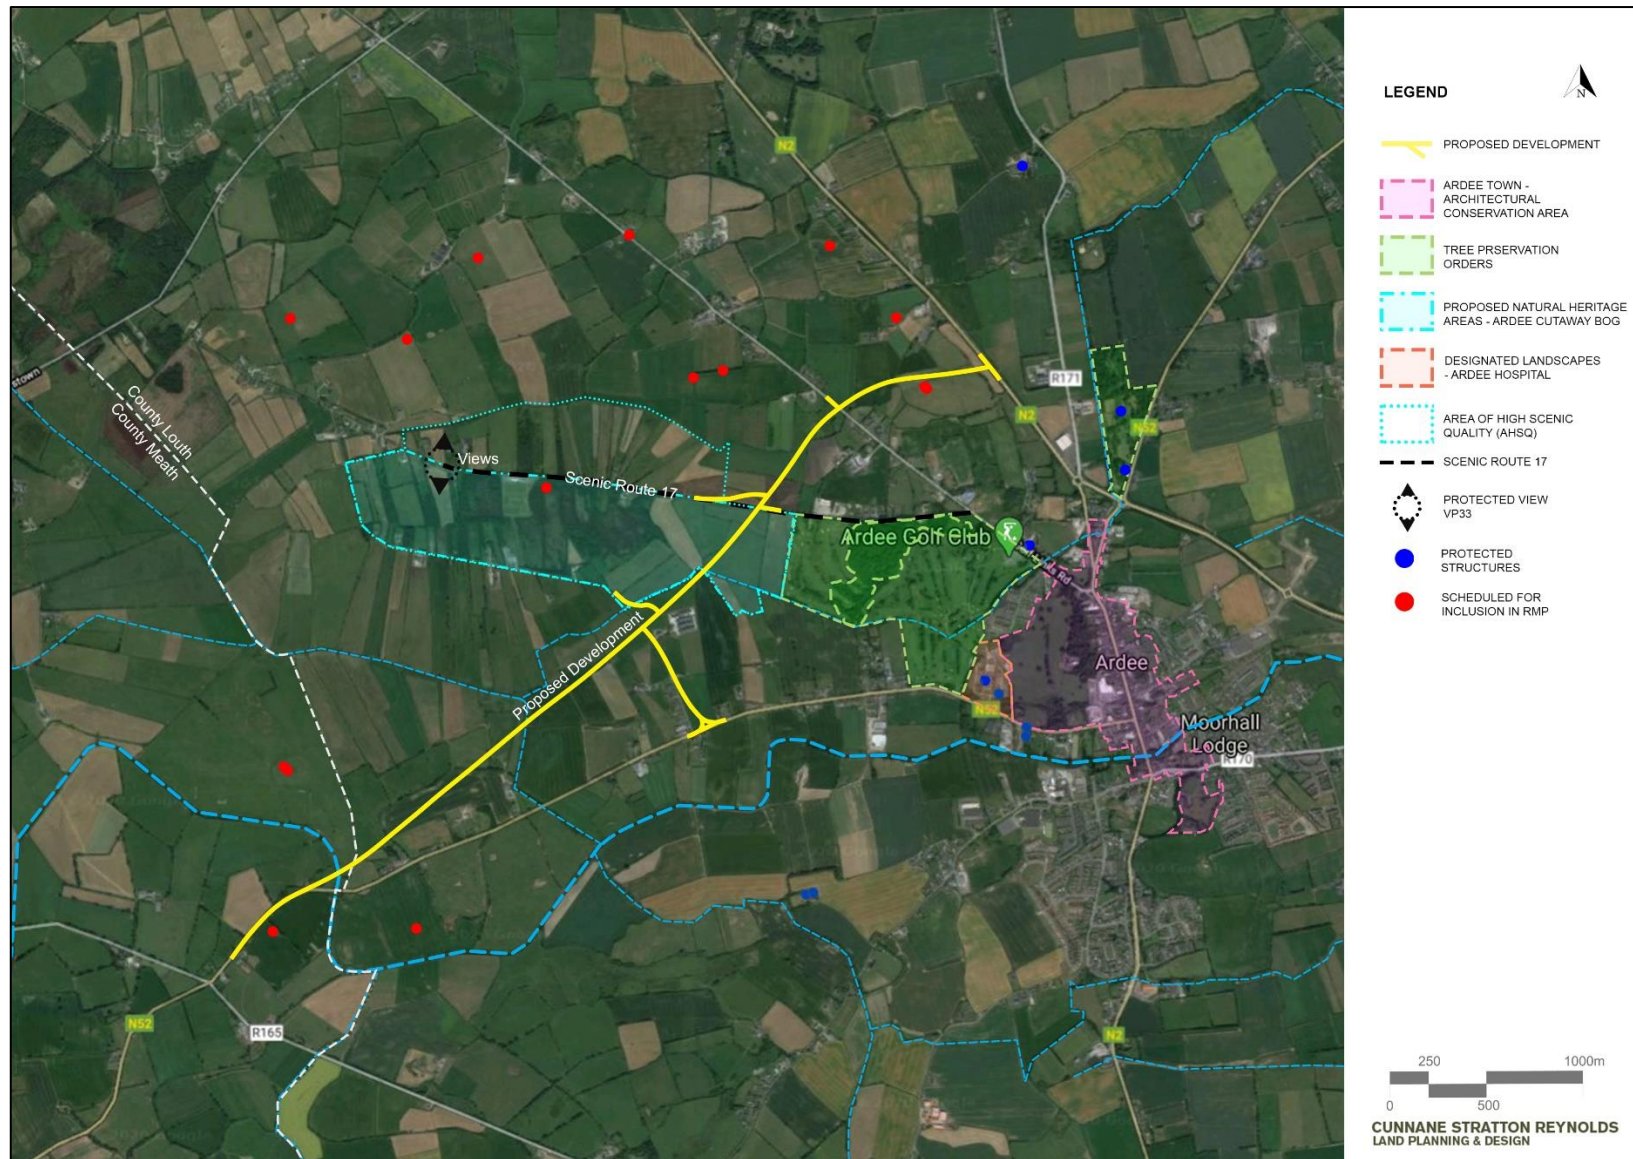 N2
stown
County Louth
County Meath
R171
N2
N52
Views
Scenic Route 17
Ardee Golf Club
Rd
Proposed Development
Ardee
N52
Moorhall
Lodge
R170
N52
R165
N2
LEGEND
N
PROPOSED DEVELOPMENT
ARDEE TOWN -
ARCHITECTURAL
CONSERVATION AREA
TREE PRSERVATION
ORDERS
PROPOSED NATURAL HERITAGE
AREAS - ARDEE CUTAWAY BOG
DESIGNATED LANDSCAPES
- ARDEE HOSPITAL
AREA OF HIGH SCENIC
QUALITY (AHSQ)
SCENIC ROUTE 17
PROTECTED VIEW
VP33
PROTECTED
STRUCTURES
SCHEDULED FOR
INCLUSION IN RMP
250 1000m
0 500
CUNNANE STRATTON REYNOLDS
LAND PLANNING & DESIGN